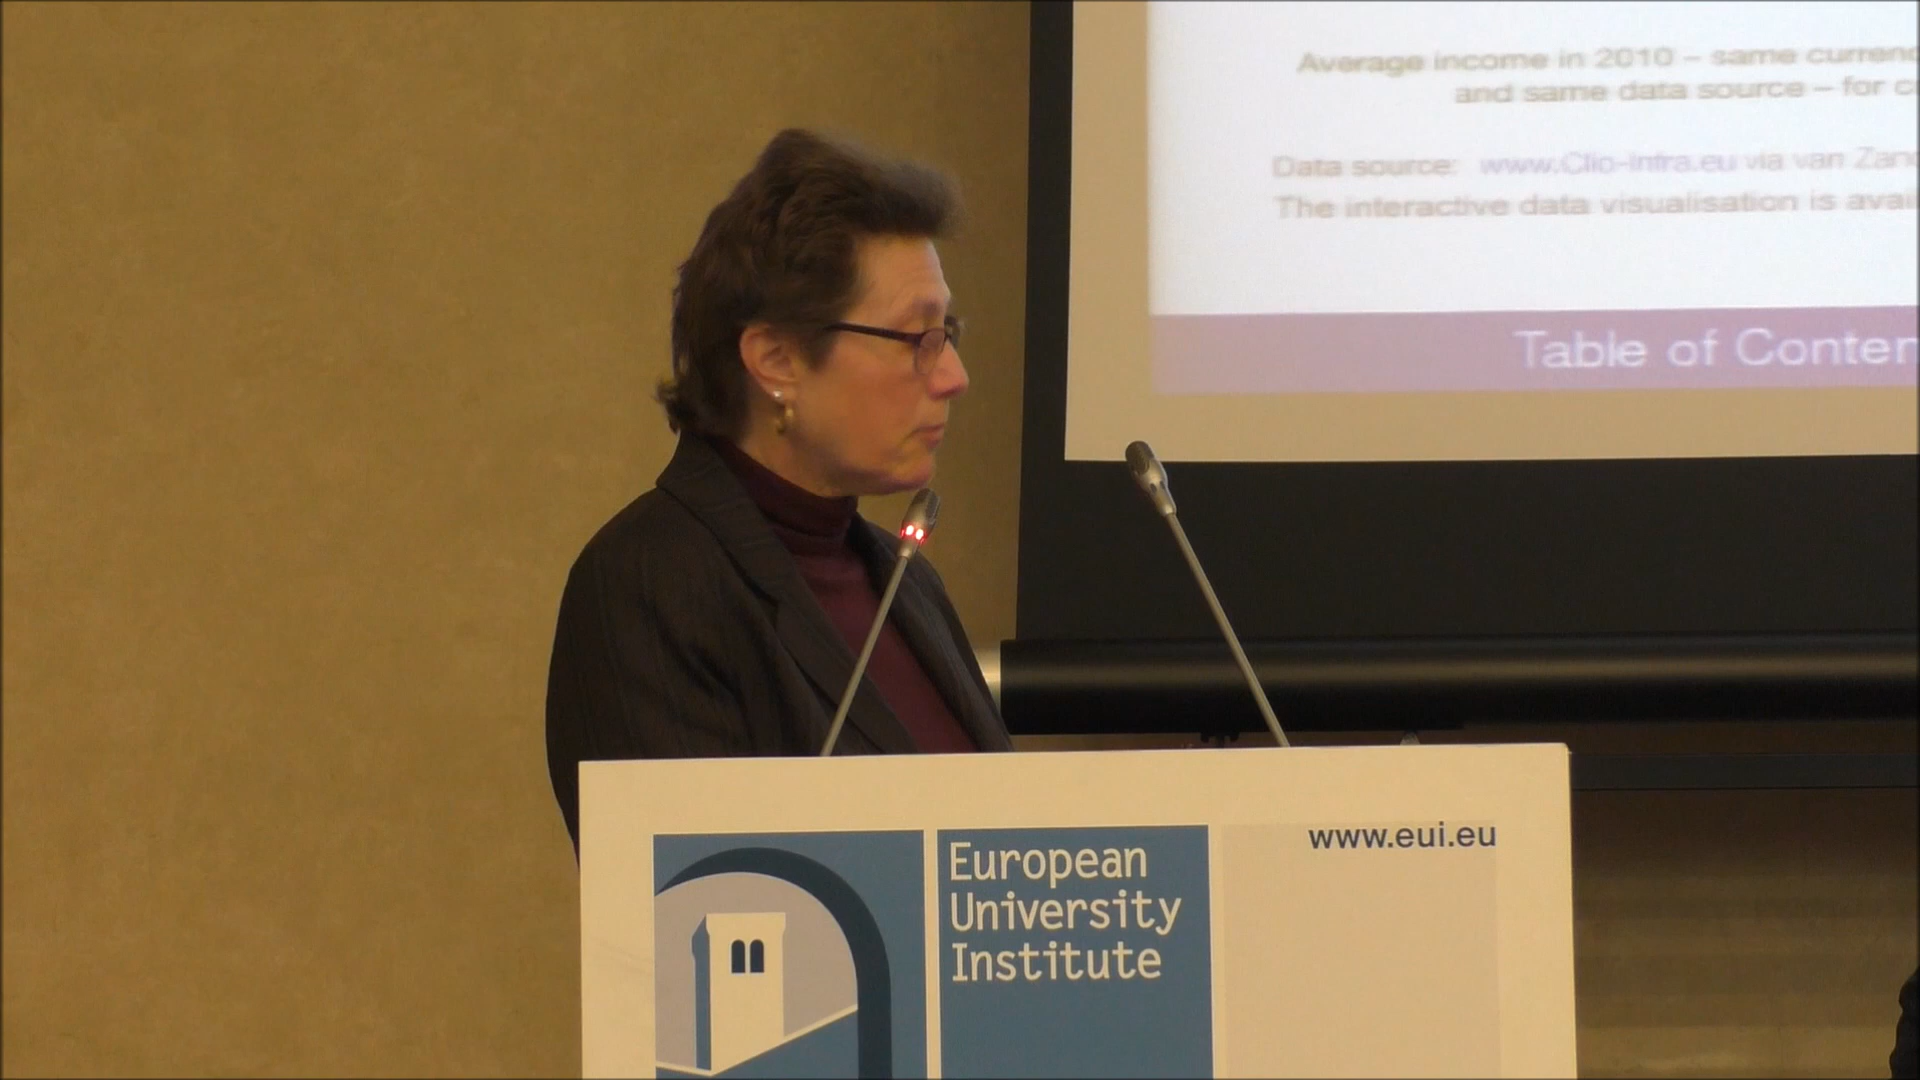 Average income in 2010 – same curren
and same data source – for c
Data source: www.Clio-Infra.eu via van Zan
The interactive data visualisation is avai
Table of Conten
www.eui.eu
European
University
Institute